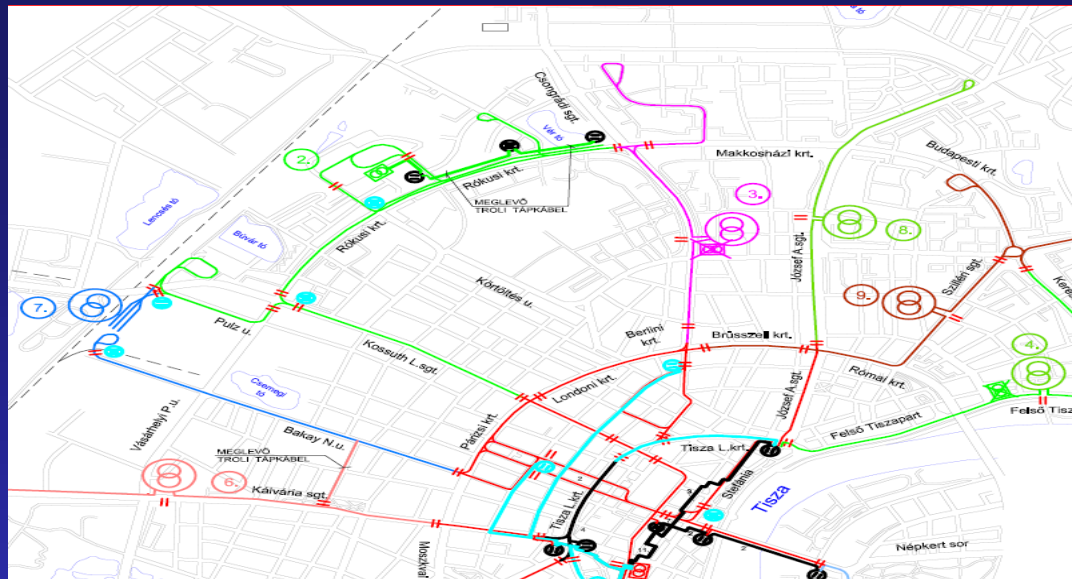 Csongrádi sgt.
Vér tó
2.
Rókusi krt.
MEGLEVŐ
TROLI TÁPKÁBEL
Makkosházi krt.
Budapesti krt.
3.
8.
József A.sgt.
Lencsés tó
Búvár tó
Rókusi krt.
Körtöltés u.
Szilléri sgt.
9.
7.
Pulz u.
Berlini
krt.
Brüsszeli krt.
4.
Kossuth L.sgt.
Londoni krt.
Római krt.
József A.sgt.
Csemegi
tó
Felső Tiszapart
Vásárhelyi P.u.
Bakay N.u.
Párizsi krt.
Tisza L.krt.
MEGLEVŐ
TROLI TÁPKÁBEL
6.
Kálvária sgt.
Stefánia
Tisza
Tisza L.krt.
Népkert sor